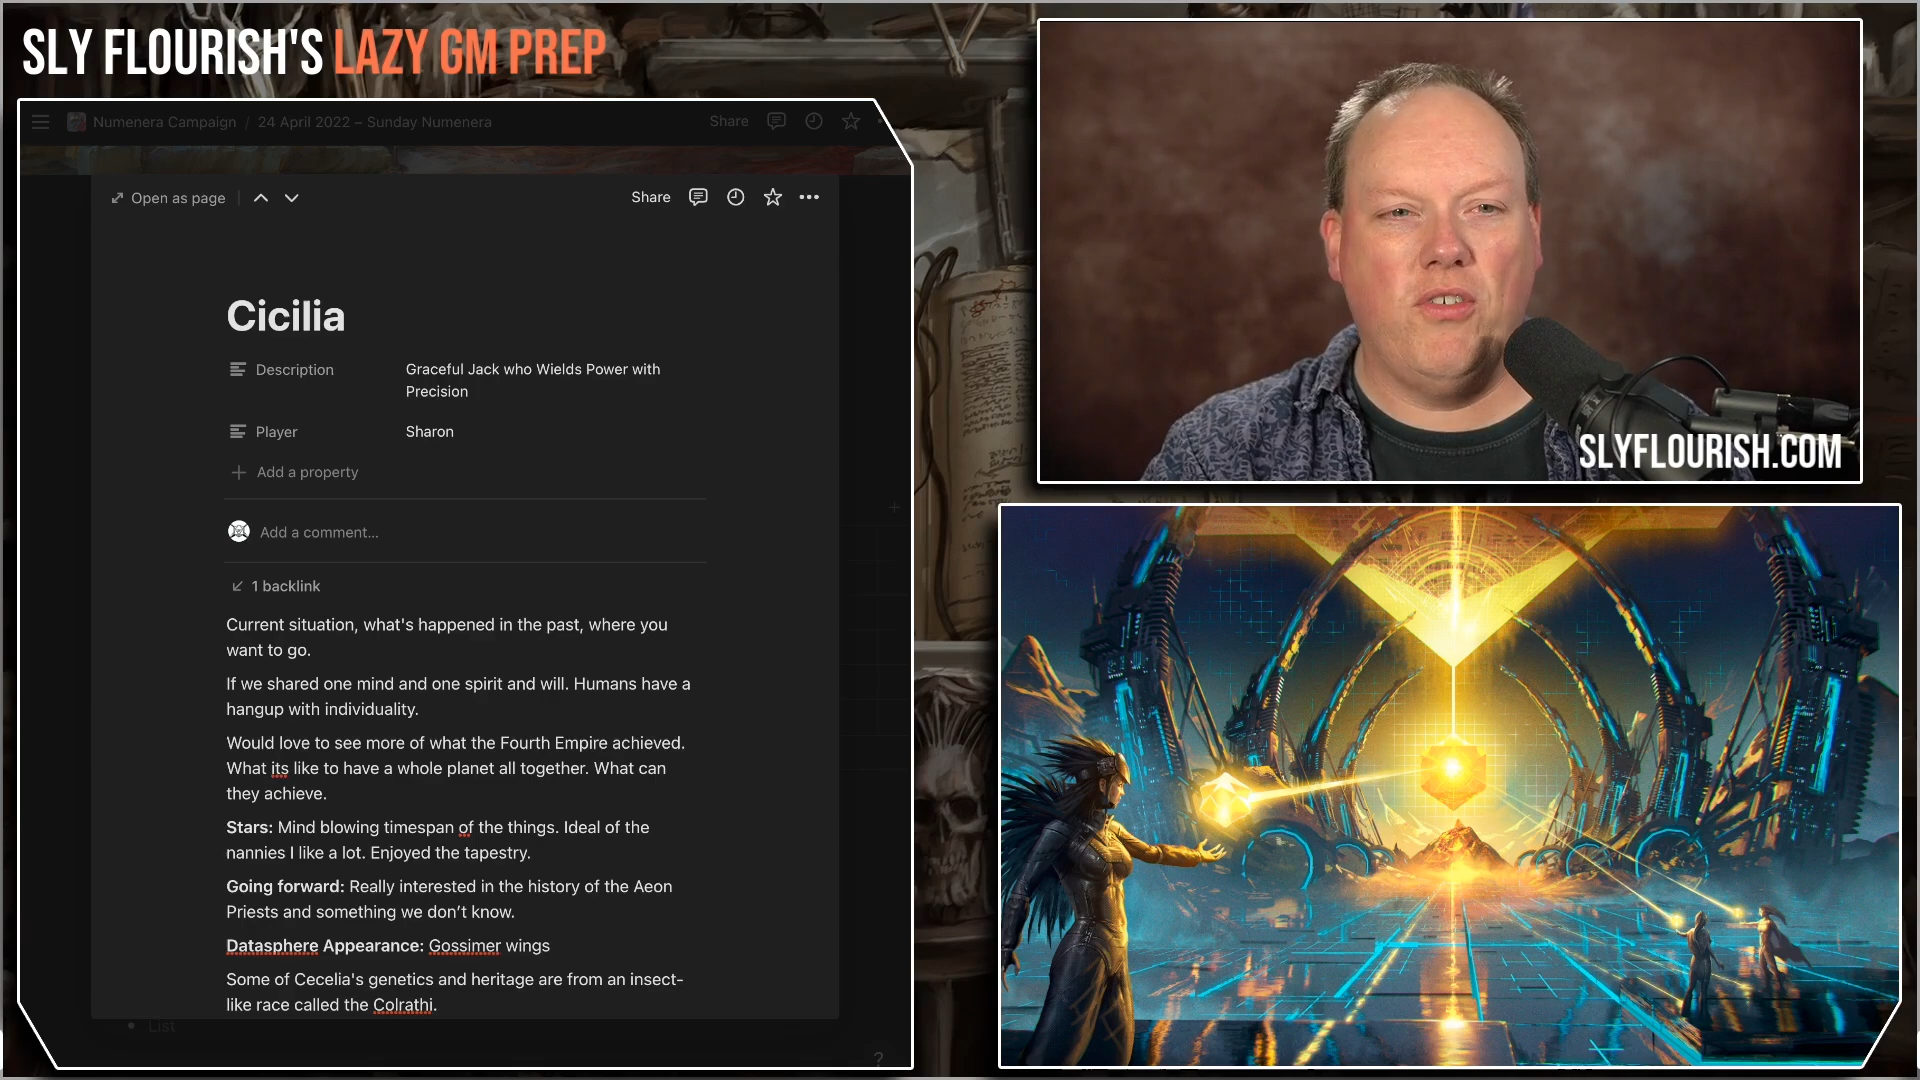 SLY FLOURISH'S LAZY GM PREP
Numenera Campaign / 24 April 2022 – Sunday Numenera
Share
Open as page
Share
Cicilia
Description
Graceful Jack who Wields Power with
Precision
Player
Sharon
Add a property
Add a comment...
1 backlink
Current situation, what's happened in the past, where you
want to go.
If we shared one mind and one spirit and will. Humans have a
hangup with individuality.
Would love to see more of what the Fourth Empire achieved.
What its like to have a whole planet all together. What can
they achieve.
Stars: Mind blowing timespan of the things. Ideal of the
nannies I like a lot. Enjoyed the tapestry.
Going forward: Really interested in the history of the Aeon
Priests and something we don't know.
Datasphere Appearance: Gossimer wings
Some of Cecelia's genetics and heritage are from an insect-
like race called the Colrathi.
List
?
SLYFLOURISH.COM